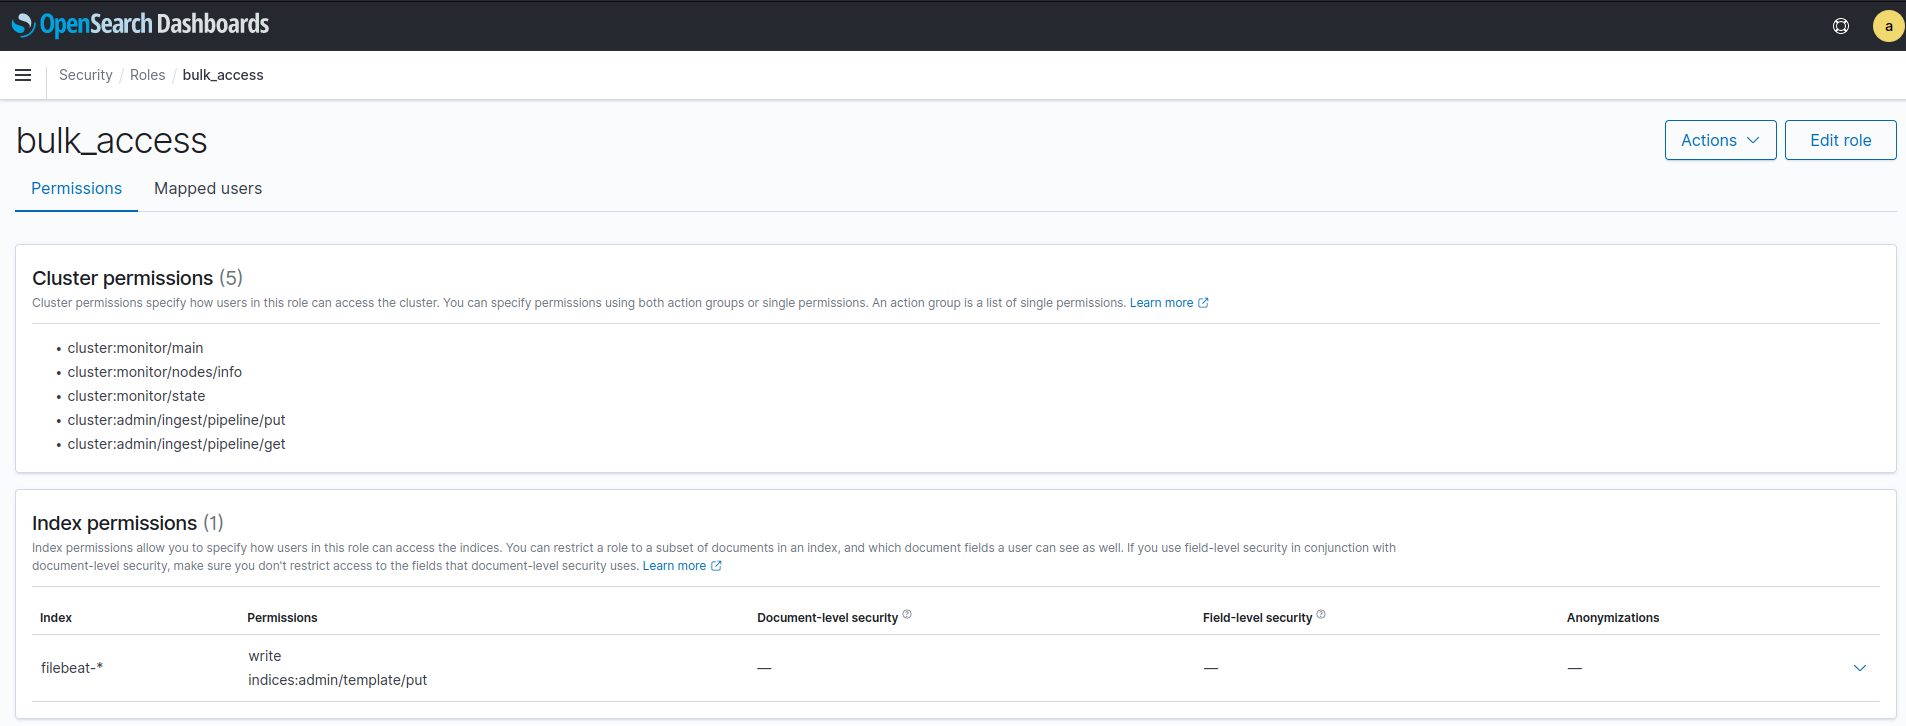 OpenSearch Dashboards
a
Security / Roles / bulk_access
bulk_access
Actions
Edit role
Permissions
Mapped users
Cluster permissions (5)
Cluster permissions specify how users in this role can access the cluster. You can specify permissions using both action groups or single permissions. An action group is a list of single permissions. Learn more
• cluster:monitor/main
• cluster:monitor/nodes/info
• cluster:monitor/state
• cluster:admin/ingest/pipeline/put
• cluster:admin/ingest/pipeline/get
Index permissions (1)
Index permissions allow you to specify how users in this role can access the indices. You can restrict a role to a subset of documents in an index, and which document fields a user can see as well. If you use field-level security in conjunction with
document-level security, make sure you don't restrict access to the fields that document-level security uses. Learn more
Index Permissions Document-level security Field-level security Anonymizations
filebeat-* write — — —
indices:admin/template/put